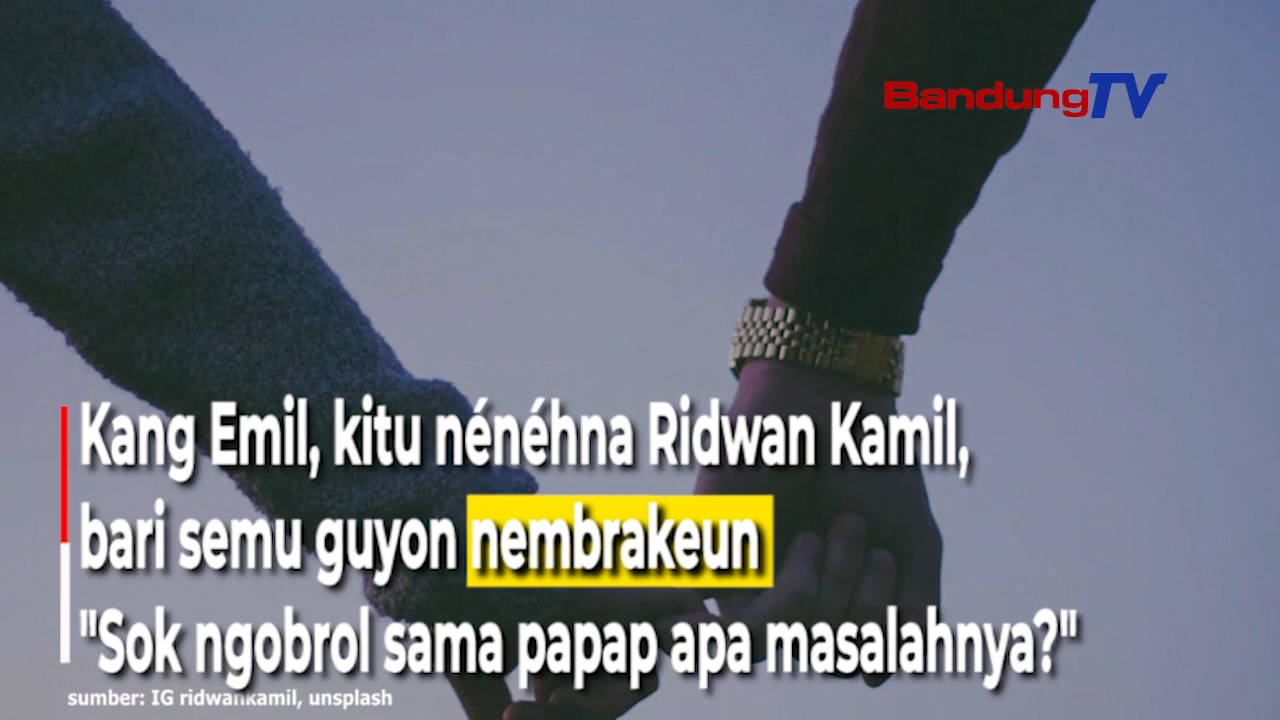 BandungTV
Kang Emil, kitu nénéhna Ridwan Kamil,
bari semu guyon nembrakeun
"Sok ngobrol sama papap apa masalahnya?"
sumber: IG ridwankamil, unsplash